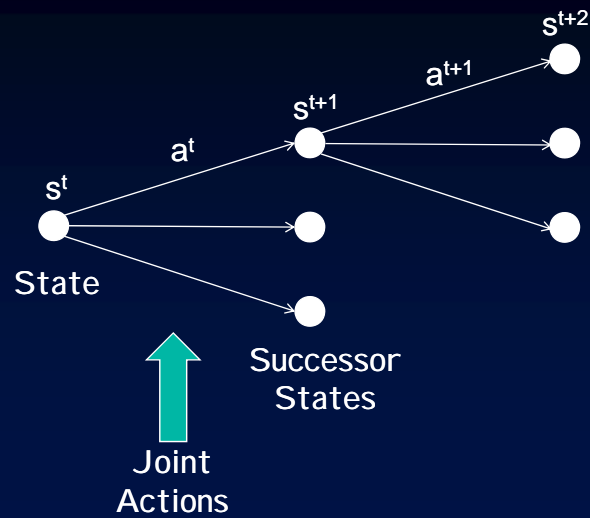 s^{t+2}
a^{t+1}
s^{t+1}
a^t
s^t
State
Successor
States
Joint
Actions